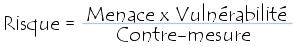 Risque = Menace x Vulnérabilité
Contre-mesure